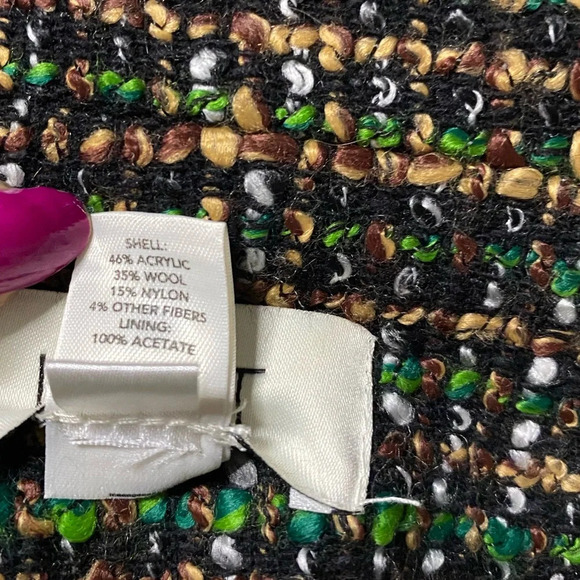 SHELL:
46% ACRYLIC
35% WOOL
15% NYLON
4% OTHER FIBERS
LINING:
100% ACETATE